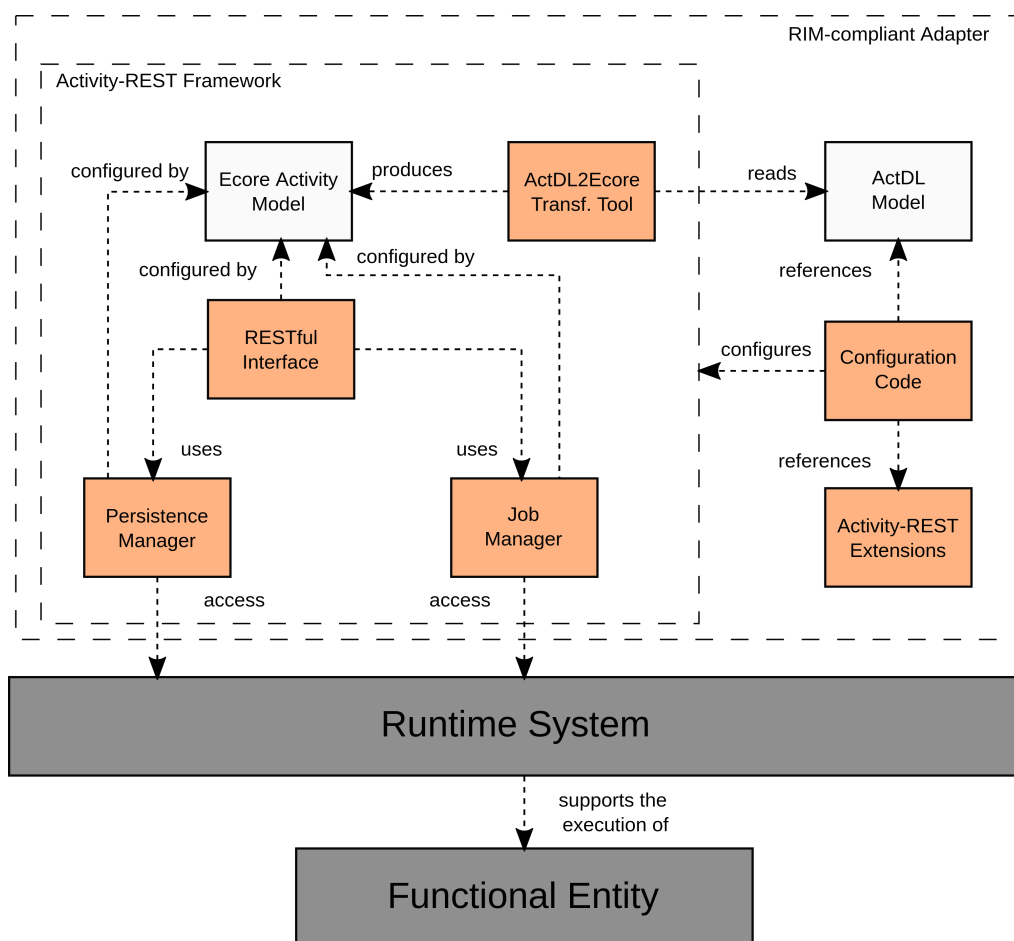 RIM-compliant Adapter
Activity-REST Framework
configured by
Ecore Activity
Model
produces
ActDL2Ecore
Transf. Tool
reads
ActDL
Model
configured by
configured by
references
RESTful
Interface
configures
Configuration
Code
uses
uses
references
Persistence
Manager
Job
Manager
Activity-REST
Extensions
access
access
Runtime System
supports the
execution of
Functional Entity